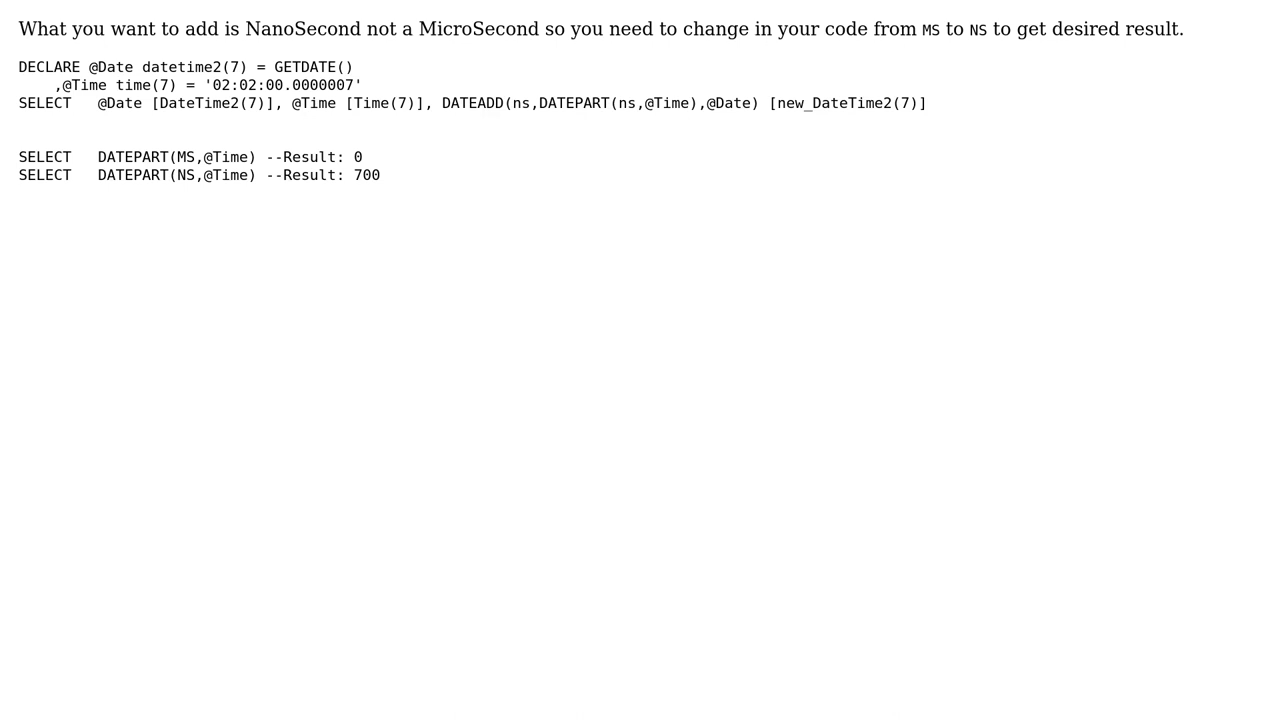 What you want to add is NanoSecond not a MicroSecond so you need to change in your code from MS to NS to get desired result.
DECLARE @Date datetime2(7) = GETDATE()
    ,@Time time(7) = '02:02:00.0000007'
SELECT   @Date [DateTime2(7)], @Time [Time(7)], DATEADD(ns,DATEPART(ns,@Time),@Date) [new_DateTime2(7)]
SELECT   DATEPART(MS,@Time) --Result: 0
SELECT   DATEPART(NS,@Time) --Result: 700